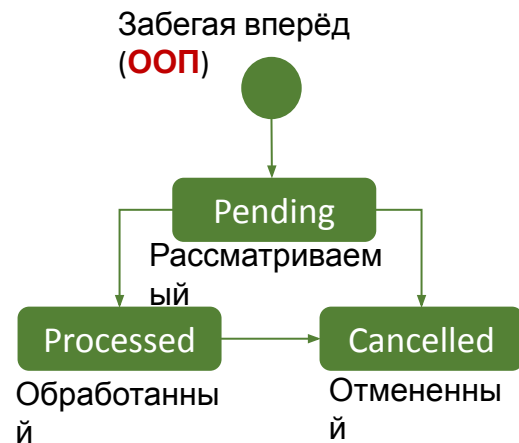 Забегая вперёд
(ООП)
Pending
Рассматриваем
ый
Processed
Cancelled
Обработанны
й
Отмененны
й